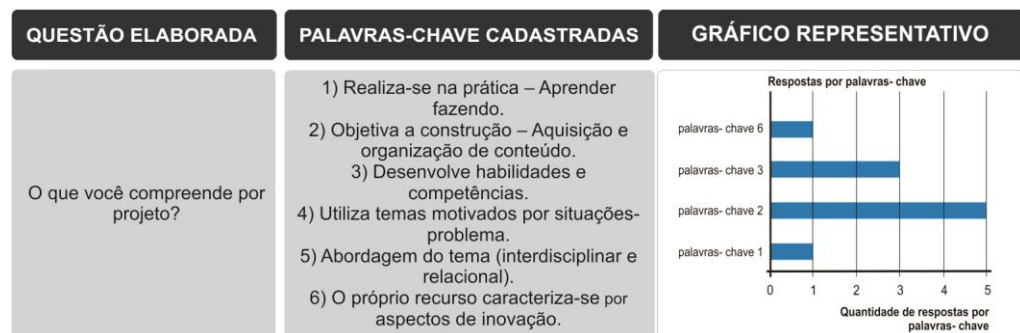 QUESTÃO ELABORADA
PALAVRAS-CHAVE CADASTRADAS
GRÁFICO REPRESENTATIVO
O que você compreende por
projeto?
1) Realiza-se na prática – Aprender
fazendo.
2) Objetiva a construção – Aquisição e
organização de conteúdo.
3) Desenvolve habilidades e
competências.
4) Utiliza temas motivados por situações-
problema.
5) Abordagem do tema (interdisciplinar e
relacional).
6) O próprio recurso caracteriza-se por
aspectos de inovação.
Respostas por palavras- chave
palavras- chave 6
palavras- chave 3
palavras- chave 2
palavras- chave 1
0 1 2 3 4 5
Quantidade de respostas por
palavras- chave